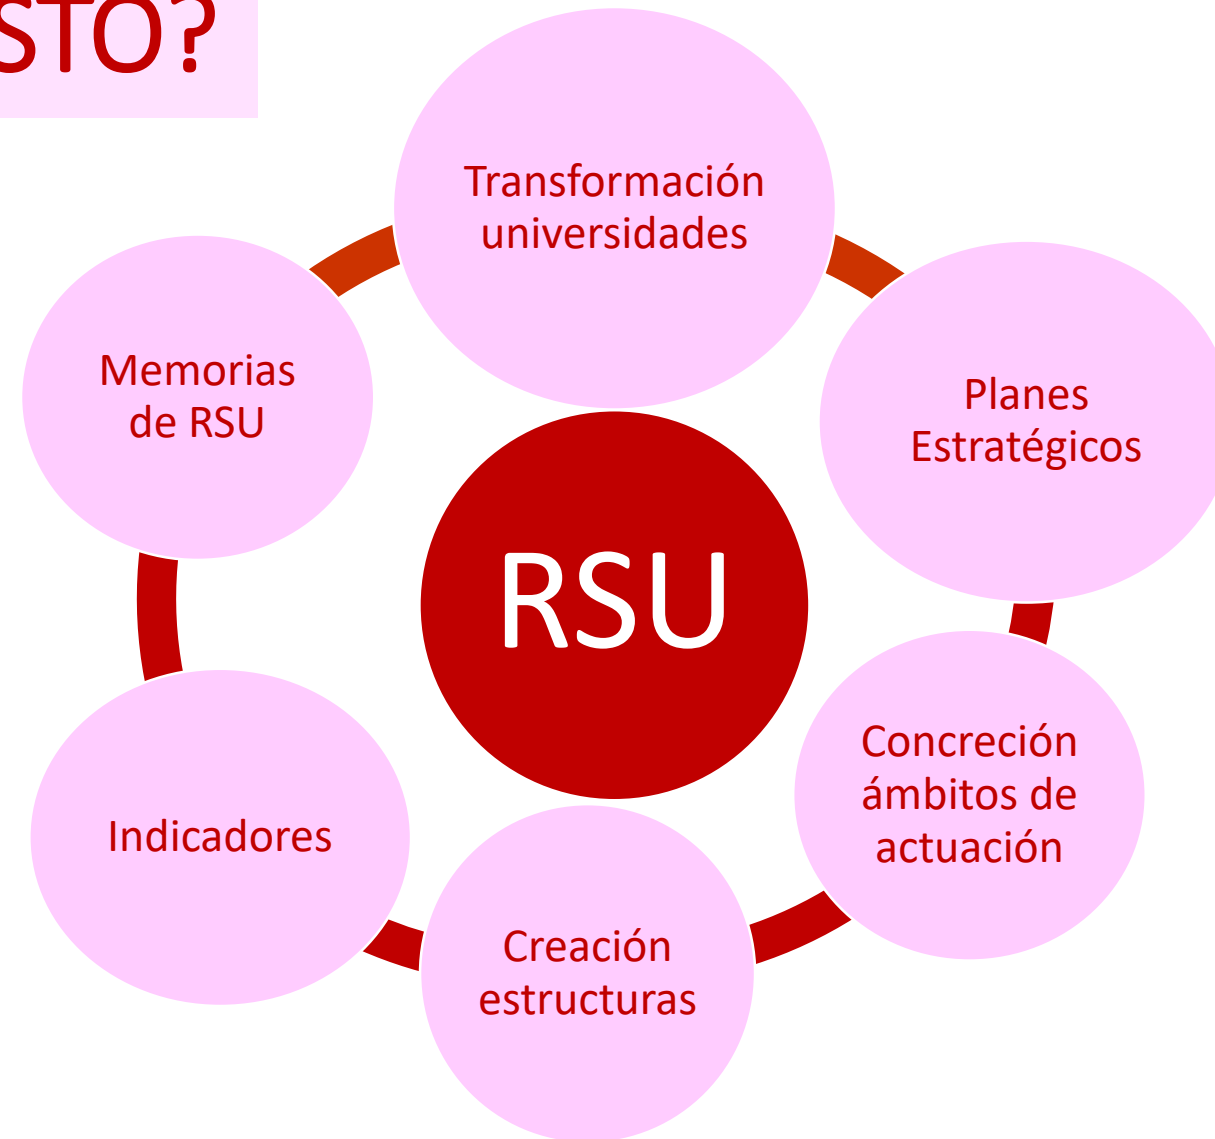 STO?
Transformación
universidades
Planes
Estratégicos
Concreción
ámbitos de
actuación
Creación
estructuras
Indicadores
Memorias
de RSU
RSU